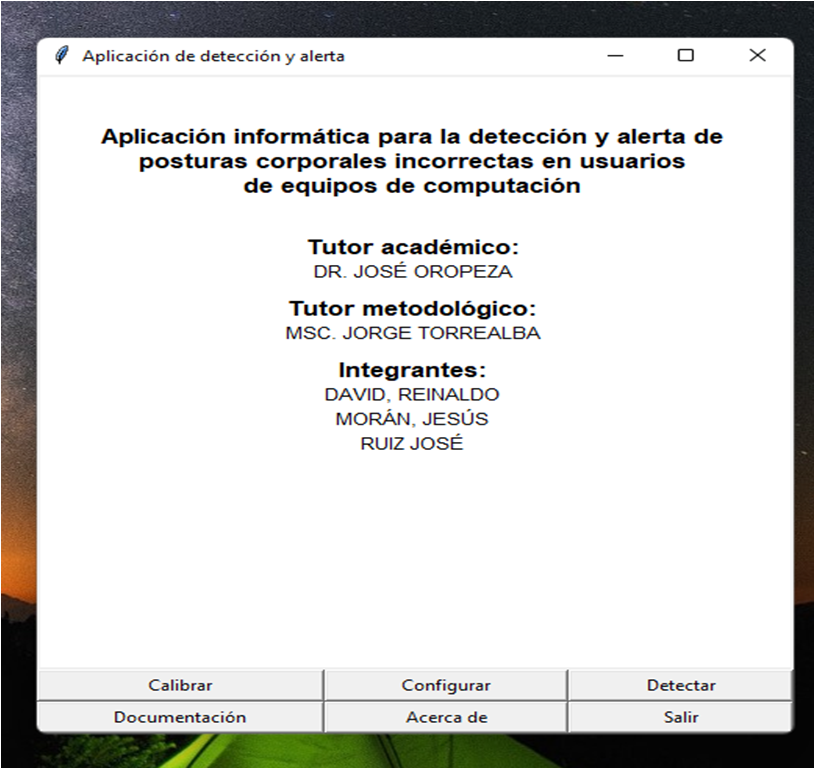 Aplicación de detección y alerta
Aplicación informática para la detección y alerta de
posturas corporales incorrectas en usuarios
de equipos de computación
Tutor académico:
DR. JOSÉ OROPEZA
Tutor metodológico:
MSC. JORGE TORREALBA
Integrantes:
DAVID, REINALDO
MORÁN, JESÚS
RUIZ JOSÉ
Calibrar Configurar Detectar
Documentación Acerca de Salir